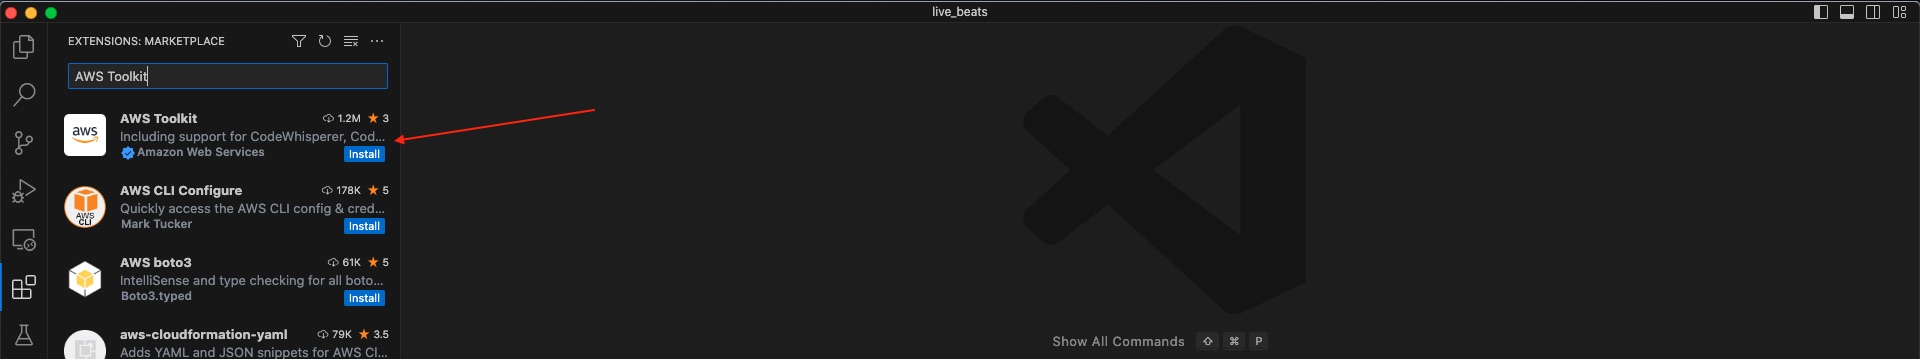 live_beats
EXTENSIONS: MARKETPLACE
AWS Toolkit
aws
AWS Toolkit 1.2M 3
Including support for CodeWhisperer, Cod...
Amazon Web Services Install
AWS CLI
AWS CLI Configure 178K 5
Quickly access the AWS CLI config & cred...
Mark Tucker Install
AWS boto3 61K 5
IntelliSense and type checking for all boto...
Boto3.typed Install
aws-cloudformation-yaml 79K 3.5
Adds YAML and JSON snippets for AWS Cl...
Show All Commands ⇧ ⌘ P